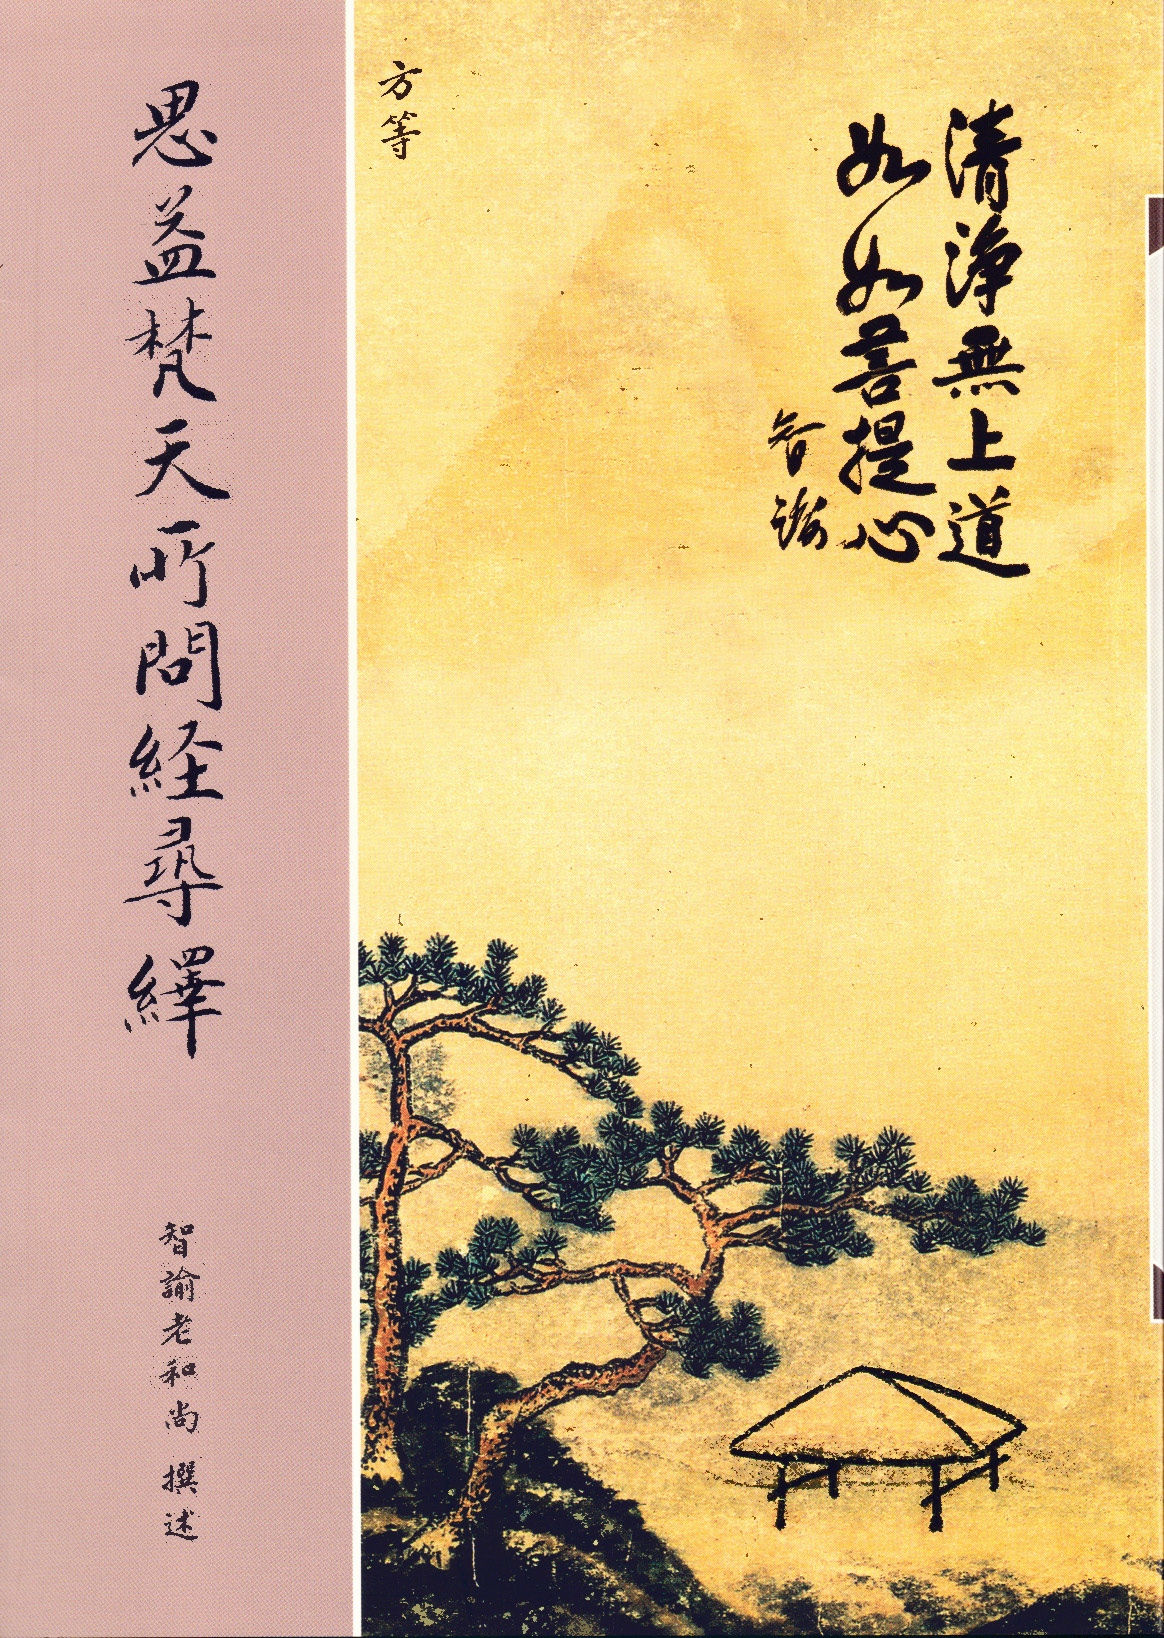 清淨無上道
如如菩提心
智諭
方等
思益梵天所問経尋繹
智諭老和尚 撰述